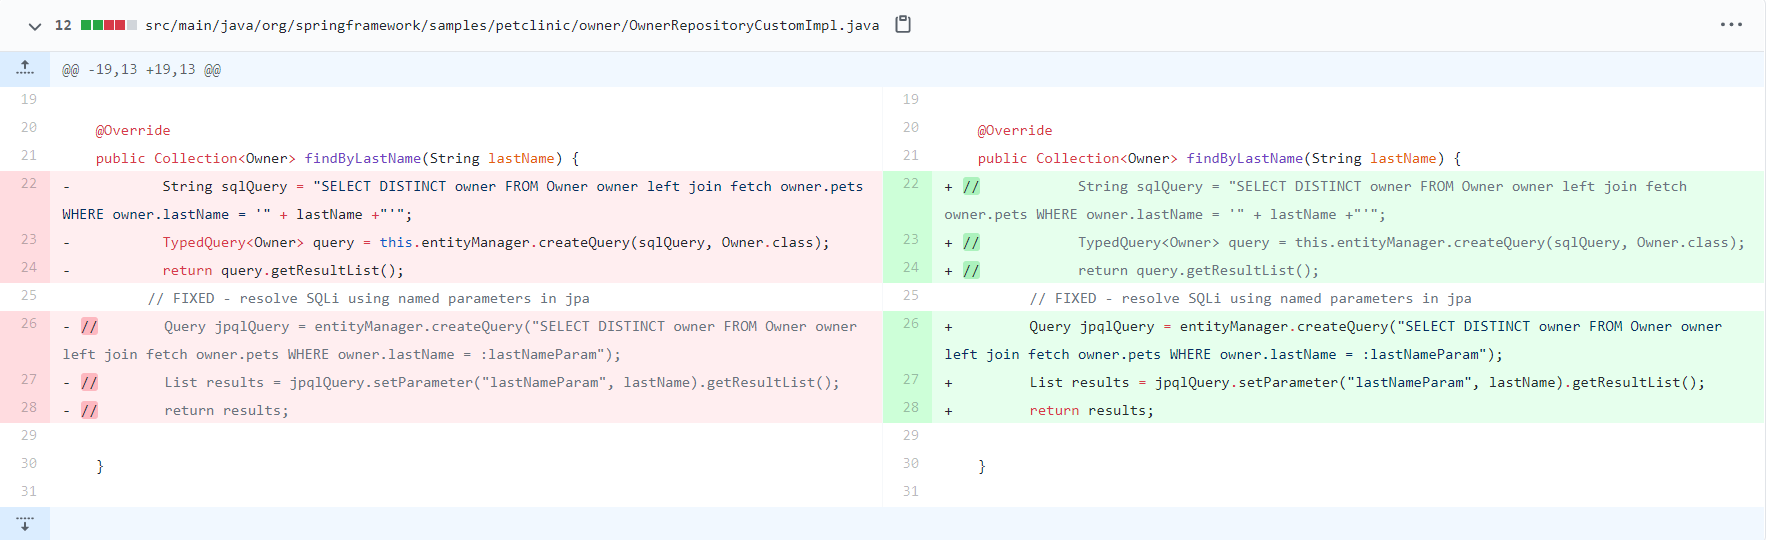 12 src/main/java/org/springframework/samples/petclinic/owner/OwnerRepositoryCustomImpl.java
@@ -19,13 +19,13 @@
19
20 @Override
21 public Collection<Owner> findByLastName(String lastName) {
22 - String sqlQuery = "SELECT DISTINCT owner FROM Owner owner left join fetch owner.pets
WHERE owner.lastName = '" + lastName +"'";
23 - TypedQuery<Owner> query = this.entityManager.createQuery(sqlQuery, Owner.class);
24 - return query.getResultList();
25 // FIXED - resolve SQLi using named parameters in jpa
26 - // Query jpqlQuery = entityManager.createQuery("SELECT DISTINCT owner FROM Owner owner
left join fetch owner.pets WHERE owner.lastName = :lastNameParam");
27 - // List results = jpqlQuery.setParameter("lastNameParam", lastName).getResultList();
28 - // return results;
29
30 }
31
19
20 @Override
21 public Collection<Owner> findByLastName(String lastName) {
22 + // String sqlQuery = "SELECT DISTINCT owner FROM Owner owner left join fetch
owner.pets WHERE owner.lastName = '" + lastName +"'";
23 + // TypedQuery<Owner> query = this.entityManager.createQuery(sqlQuery, Owner.class);
24 + // return query.getResultList();
25 // FIXED - resolve SQLi using named parameters in jpa
26 + Query jpqlQuery = entityManager.createQuery("SELECT DISTINCT owner FROM Owner owner
left join fetch owner.pets WHERE owner.lastName = :lastNameParam");
27 + List results = jpqlQuery.setParameter("lastNameParam", lastName).getResultList();
28 + return results;
29
30 }
31